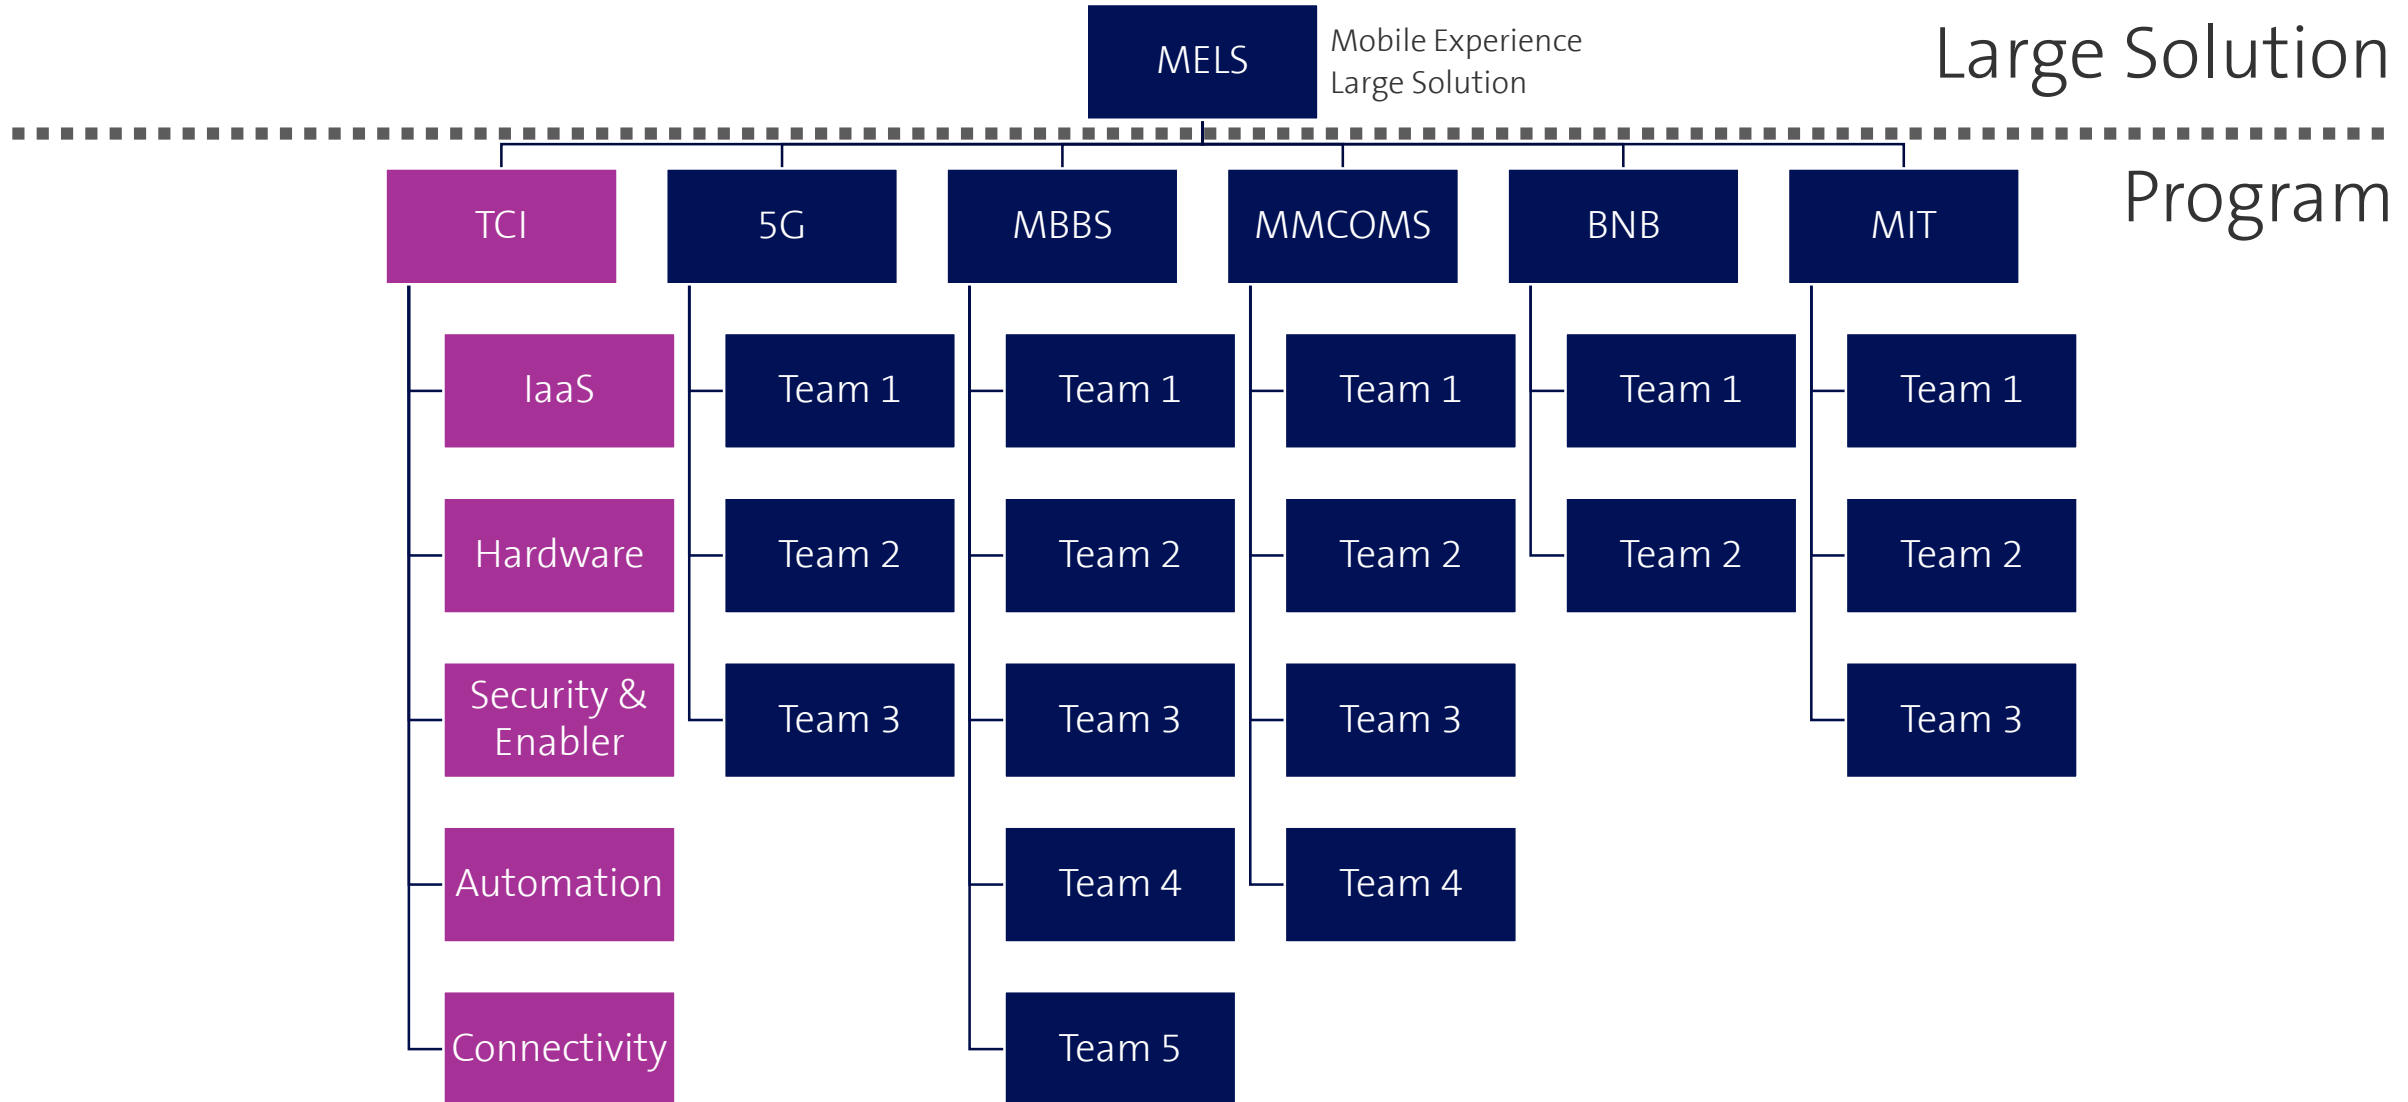 MELS
Mobile Experience
Large Solution
Large Solution
Program
TCI
5G
MBBS
MMCOMS
BNB
MIT
IaaS
Team 1
Team 1
Team 1
Team 1
Team 1
Hardware
Team 2
Team 2
Team 2
Team 2
Team 2
Security &
Enabler
Team 3
Team 3
Team 3
Team 3
Automation
Team 4
Team 4
Connectivity
Team 5